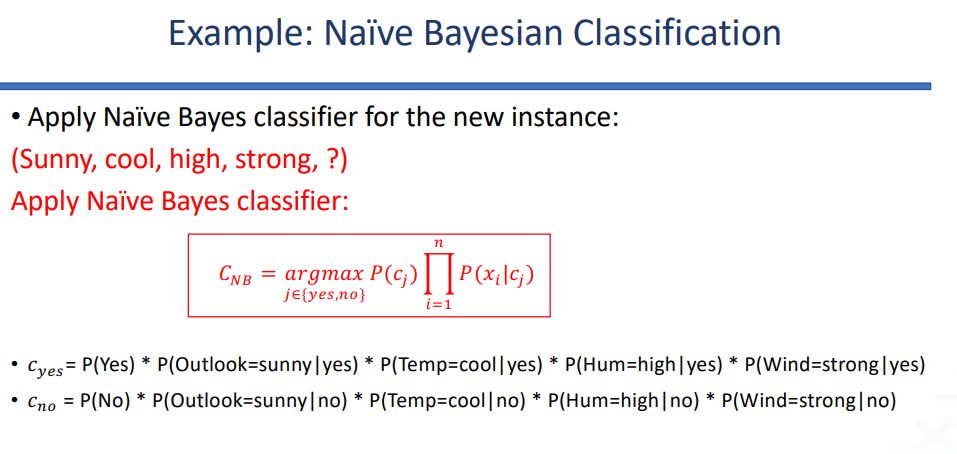 Example: Naïve Bayesian Classification
• Apply Naïve Bayes classifier for the new instance:
(Sunny, cool, high, strong, ?)
Apply Naïve Bayes classifier:
C_NB = argmax_{j∈{yes,no}} P(c_j) ∏_{i=1}^{n} P(x_i|c_j)
• c_yes= P(Yes) * P(Outlook=sunny|yes) * P(Temp=cool|yes) * P(Hum=high|yes) * P(Wind=strong|yes)
• c_no = P(No) * P(Outlook=sunny|no) * P(Temp=cool|no) * P(Hum=high|no) * P(Wind=strong|no)